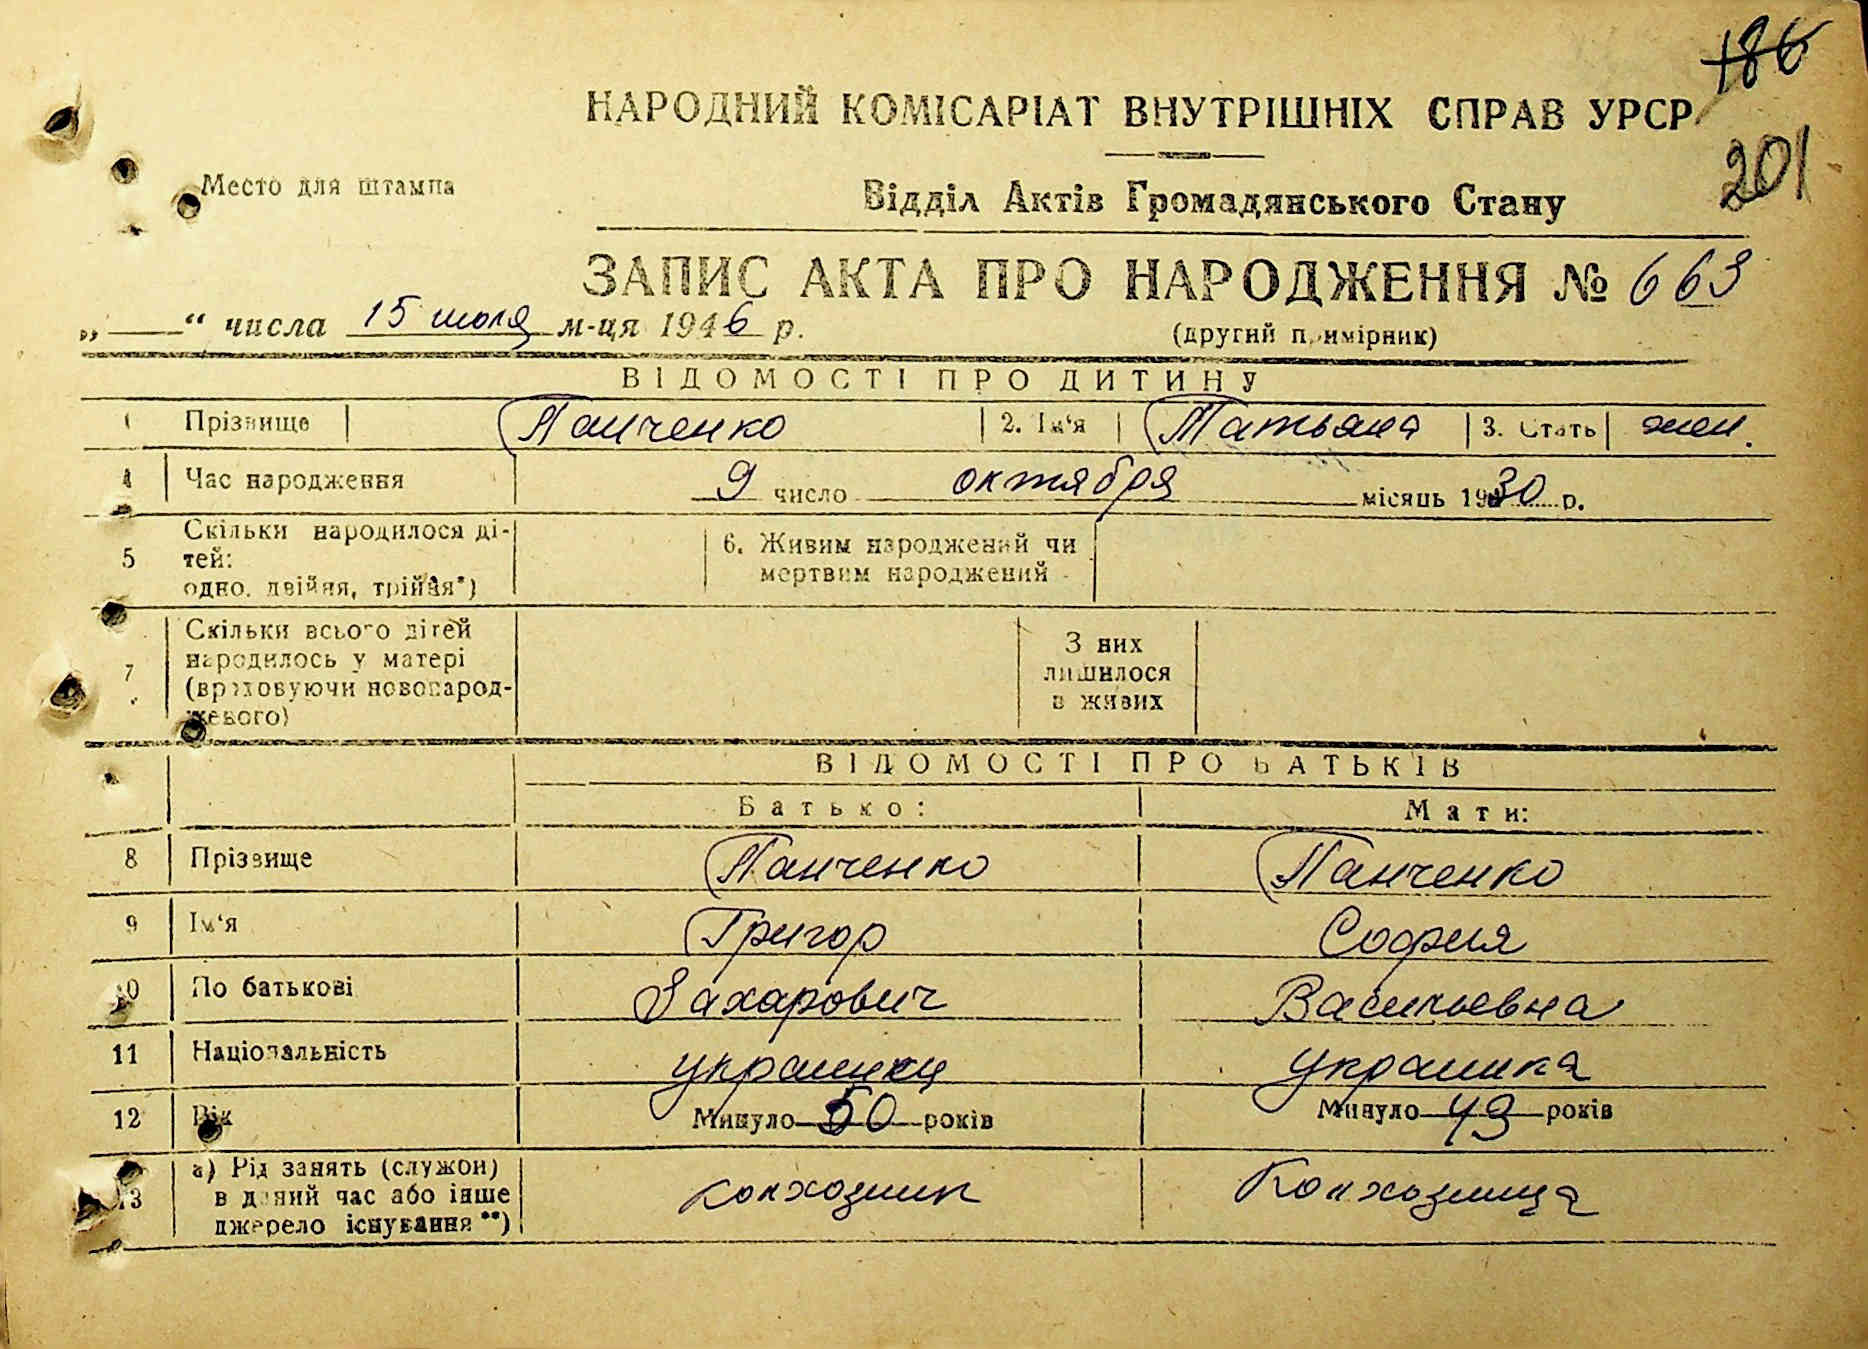 186
НАРОДНИЙ КОМІСАРІАТ ВНУТРІШНІХ СПРАВ УРСР
201
Место для штампа
Відділ Актів Громадянського Стану
ЗАПИС АКТА ПРО НАРОДЖЕННЯ № 663
„ “ числа 15 июля м-ця 1946 р.
(другий примірник)
ВІДОМОСТІ ПРО ДИТИНУ
1 Прізвище Панченко 2. Ім‘я Татьяна 3. Стать жен.
4 Час народження 9 число октября місяць 1930 р.
Скільки народилося ді-
5 тей:
одно, двійня, трійня*)
6. Живим народжений чи
мертвим народжений
Скільки всього дітей
7 народилось у матері
(враховуючи новонарод-
женого)
З них
лишилося
в живих
ВІДОМОСТІ ПРО БАТЬКІВ
Батько: Мати:
8 Прізвище Панченко Панченко
9 Ім‘я Григор София
10 По батькові Захарович Васильевна
11 Національність украинец украинка
12 Вік Минуло 50 років Минуло 43 років
а) Рід занять (служби)
13 в даний час або інше
джерело існування**)
колхозник Колхозница